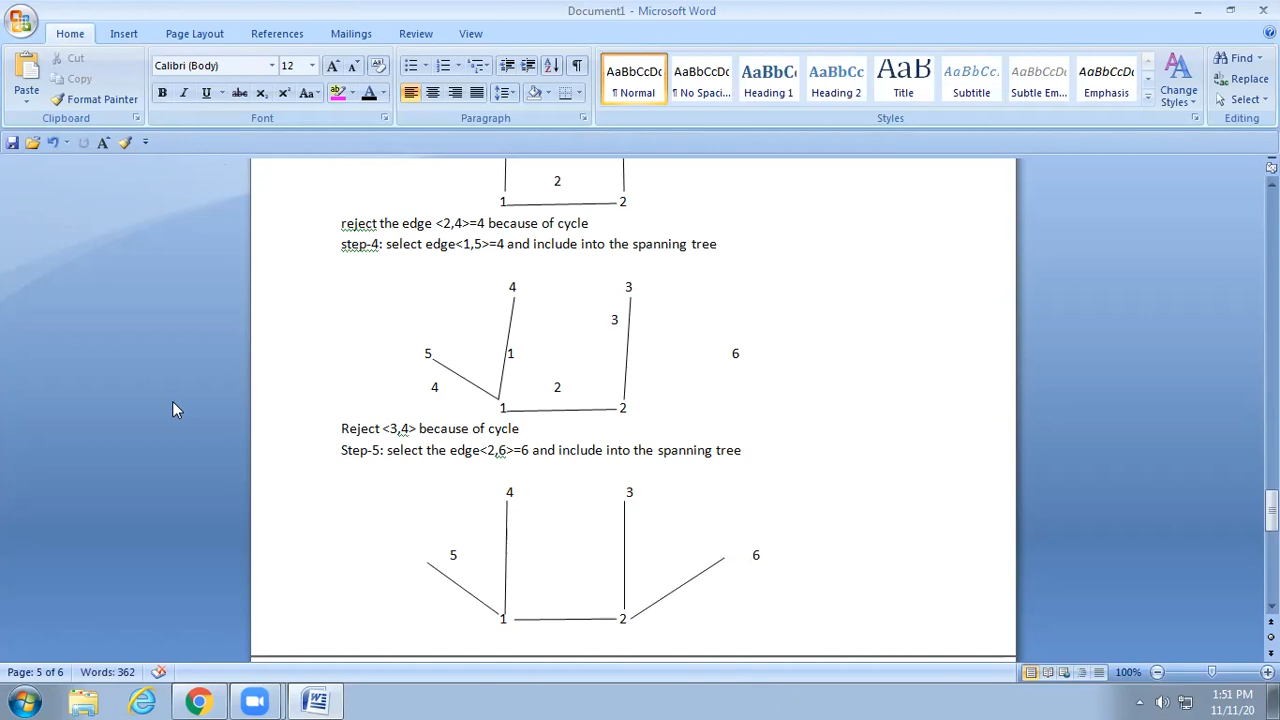 Document1 - Microsoft Word
Home Insert Page Layout References Mailings Review View
Paste
Cut
Copy
Format Painter
Clipboard
Calibri (Body) 12
Font
Paragraph
AaBbCcDc AaBbCcDc AaBbC AaBbCc AaB AaBbCc. AaBbCcDc AaBbCcDc
¶ Normal ¶ No Spaci... Heading 1 Heading 2 Title Subtitle Subtle Em... Emphasis
Change Styles
Styles
Find
Replace
Select
Editing
2
1 2
reject the edge <2,4>=4 because of cycle
step-4: select edge<1,5>=4 and include into the spanning tree
4 3
3
5 1 6
4 2
1 2
Reject <3,4> because of cycle
Step-5: select the edge<2,6>=6 and include into the spanning tree
4 3
5 6
1 2
Page: 5 of 6 Words: 362 100%
1:51 PM
11/11/20